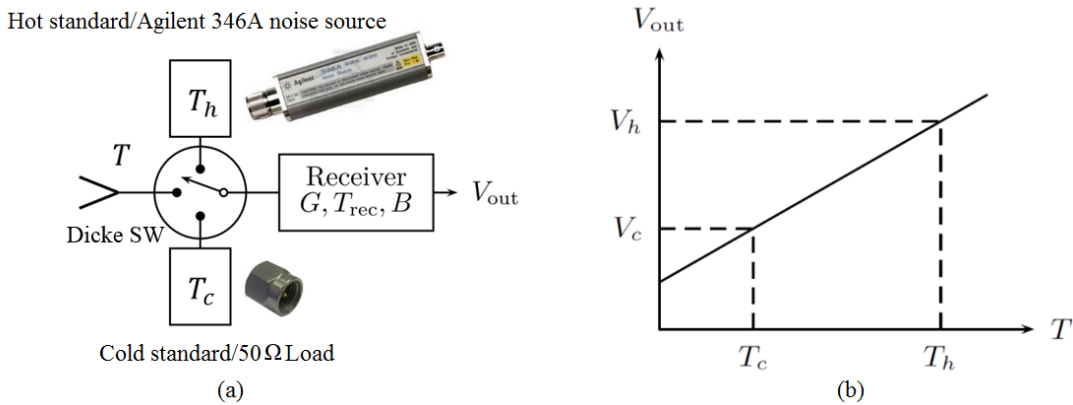 Hot standard/Agilent 346A noise source
Agilent 346A
T_h
T
Dicke SW
Receiver
G, T_rec, B
V_out
T_c
Cold standard/50 Ω Load
(a)
V_out
V_h
V_c
T_c
T_h
T
(b)